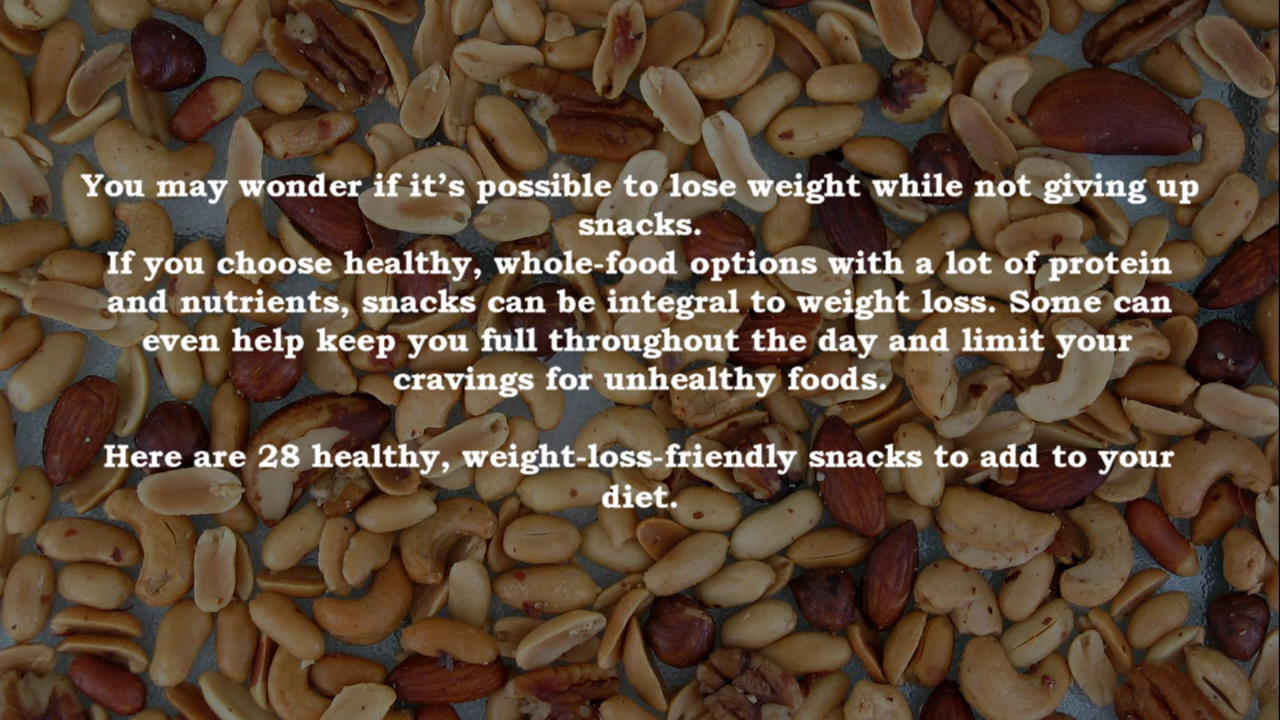 You may wonder if it’s possible to lose weight while not giving up
snacks.
If you choose healthy, whole-food options with a lot of protein
and nutrients, snacks can be integral to weight loss. Some can
even help keep you full throughout the day and limit your
cravings for unhealthy foods.
Here are 28 healthy, weight-loss-friendly snacks to add to your
diet.